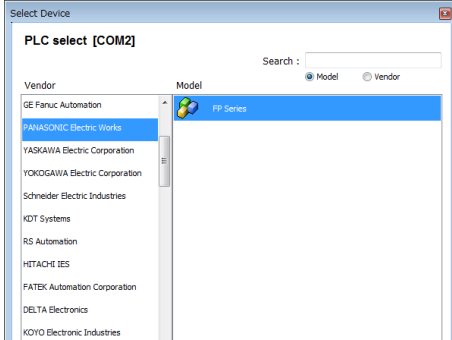 Select Device
PLC select [COM2]
Search :
Model Vendor
Vendor Model
GE Fanuc Automation
FP Series
PANASONIC Electric Works
YASKAWA Electric Corporation
YOKOGAWA Electric Corporation
Schneider Electric Industries
KDT Systems
RS Automation
HITACHI IES
FATEK Automation Corporation
DELTA Electronics
KOYO Electronic Industries